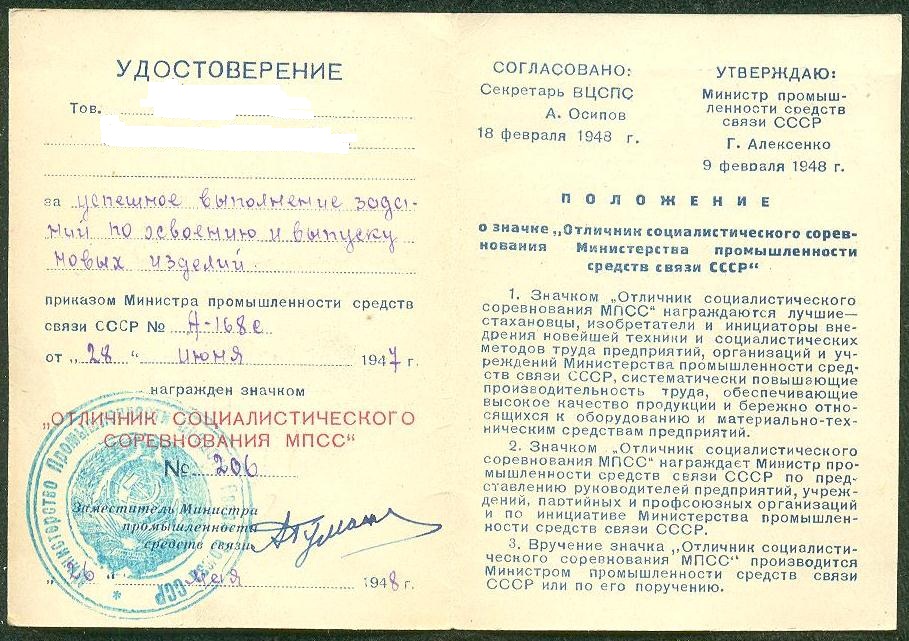 УДОСТОВЕРЕНИЕ
Тов.
за успешное выполнение зада-
ний по освоению и выпуску
новых изделий
приказом Министра промышленности средств
связи СССР № А-168с
от „28“ июня 1947 г.
награжден значком
„ОТЛИЧНИК СОЦИАЛИСТИЧЕСКОГО
СОРЕВНОВАНИЯ МПСС“
№ 206
Заместитель Министра
промышленности
средств связи
1948 г.
СОГЛАСОВАНО:
Секретарь ВЦСПС
А. Осипов
18 февраля 1948 г.
УТВЕРЖДАЮ:
Министр промыш-
ленности средств
связи СССР
Г. Алексенко
9 февраля 1948 г.
ПОЛОЖЕНИЕ
о значке „Отличник социалистического сорев-
нования Министерства промышленности
средств связи СССР“
1. Значком „Отличник социалистического
соревнования МПСС“ награждаются лучшие—
стахановцы, изобретатели и инициаторы вне-
дрения новейшей техники и социалистических
методов труда предприятий, организаций и уч-
реждений Министерства промышленности сред-
ств связи СССР, систематически повышающие
производительность труда, обеспечивающие
высокое качество продукции и бережно отно-
сящихся к оборудованию и материально-тех-
ническим средствам предприятий.
2. Значком „Отличник социалистического
соревнования МПСС“ награждает Министр про-
мышленности средств связи СССР по пред-
ставлению руководителей предприятий, учреж-
дений, партийных и профсоюзных организаций
и по инициативе Министерства промышлен-
ности средств связи СССР.
3. Вручение значка „Отличник социалисти-
ческого соревнования МПСС“ производится
Министром промышленности средств связи
СССР или по его поручению.